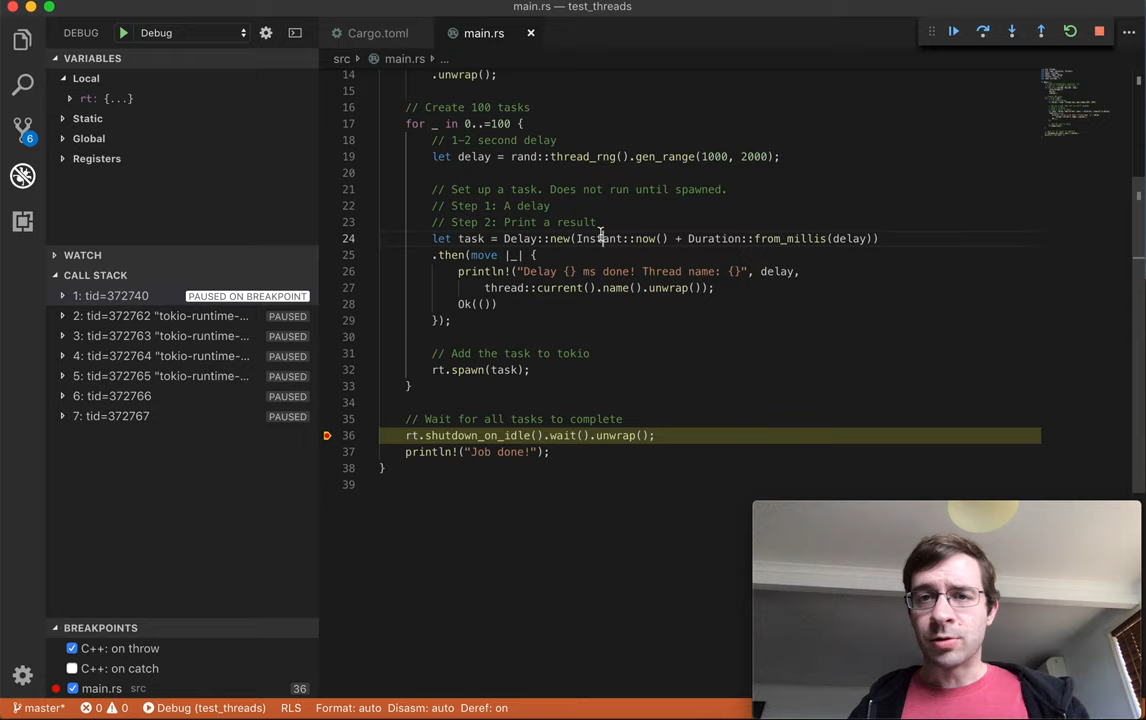 main.rs — test_threads
DEBUG Debug
Cargo.toml main.rs ×
VARIABLES
Local
rt: {...}
Static
Global
Registers
WATCH
CALL STACK
1: tid=372740 PAUSED ON BREAKPOINT
2: tid=372762 "tokio-runtime-... PAUSED
3: tid=372763 "tokio-runtime-... PAUSED
4: tid=372764 "tokio-runtime-... PAUSED
5: tid=372765 "tokio-runtime-... PAUSED
6: tid=372766 PAUSED
7: tid=372767 PAUSED
6
BREAKPOINTS
C++: on throw
C++: on catch
main.rs src 36
src › main.rs › ...
14 .unwrap();
15
16 // Create 100 tasks
17 for _ in 0..=100 {
18 // 1-2 second delay
19 let delay = rand::thread_rng().gen_range(1000, 2000);
20
21 // Set up a task. Does not run until spawned.
22 // Step 1: A delay
23 // Step 2: Print a result
24 let task = Delay::new(Instant::now() + Duration::from_millis(delay))
25 .then(move |_| {
26 println!("Delay {} ms done! Thread name: {}", delay,
27 thread::current().name().unwrap());
28 Ok(())
29 });
30
31 // Add the task to tokio
32 rt.spawn(task);
33 }
34
35 // Wait for all tasks to complete
36 rt.shutdown_on_idle().wait().unwrap();
37 println!("Job done!");
38 }
39
master* 0 0 Debug (test_threads) RLS Format: auto Disasm: auto Deref: on